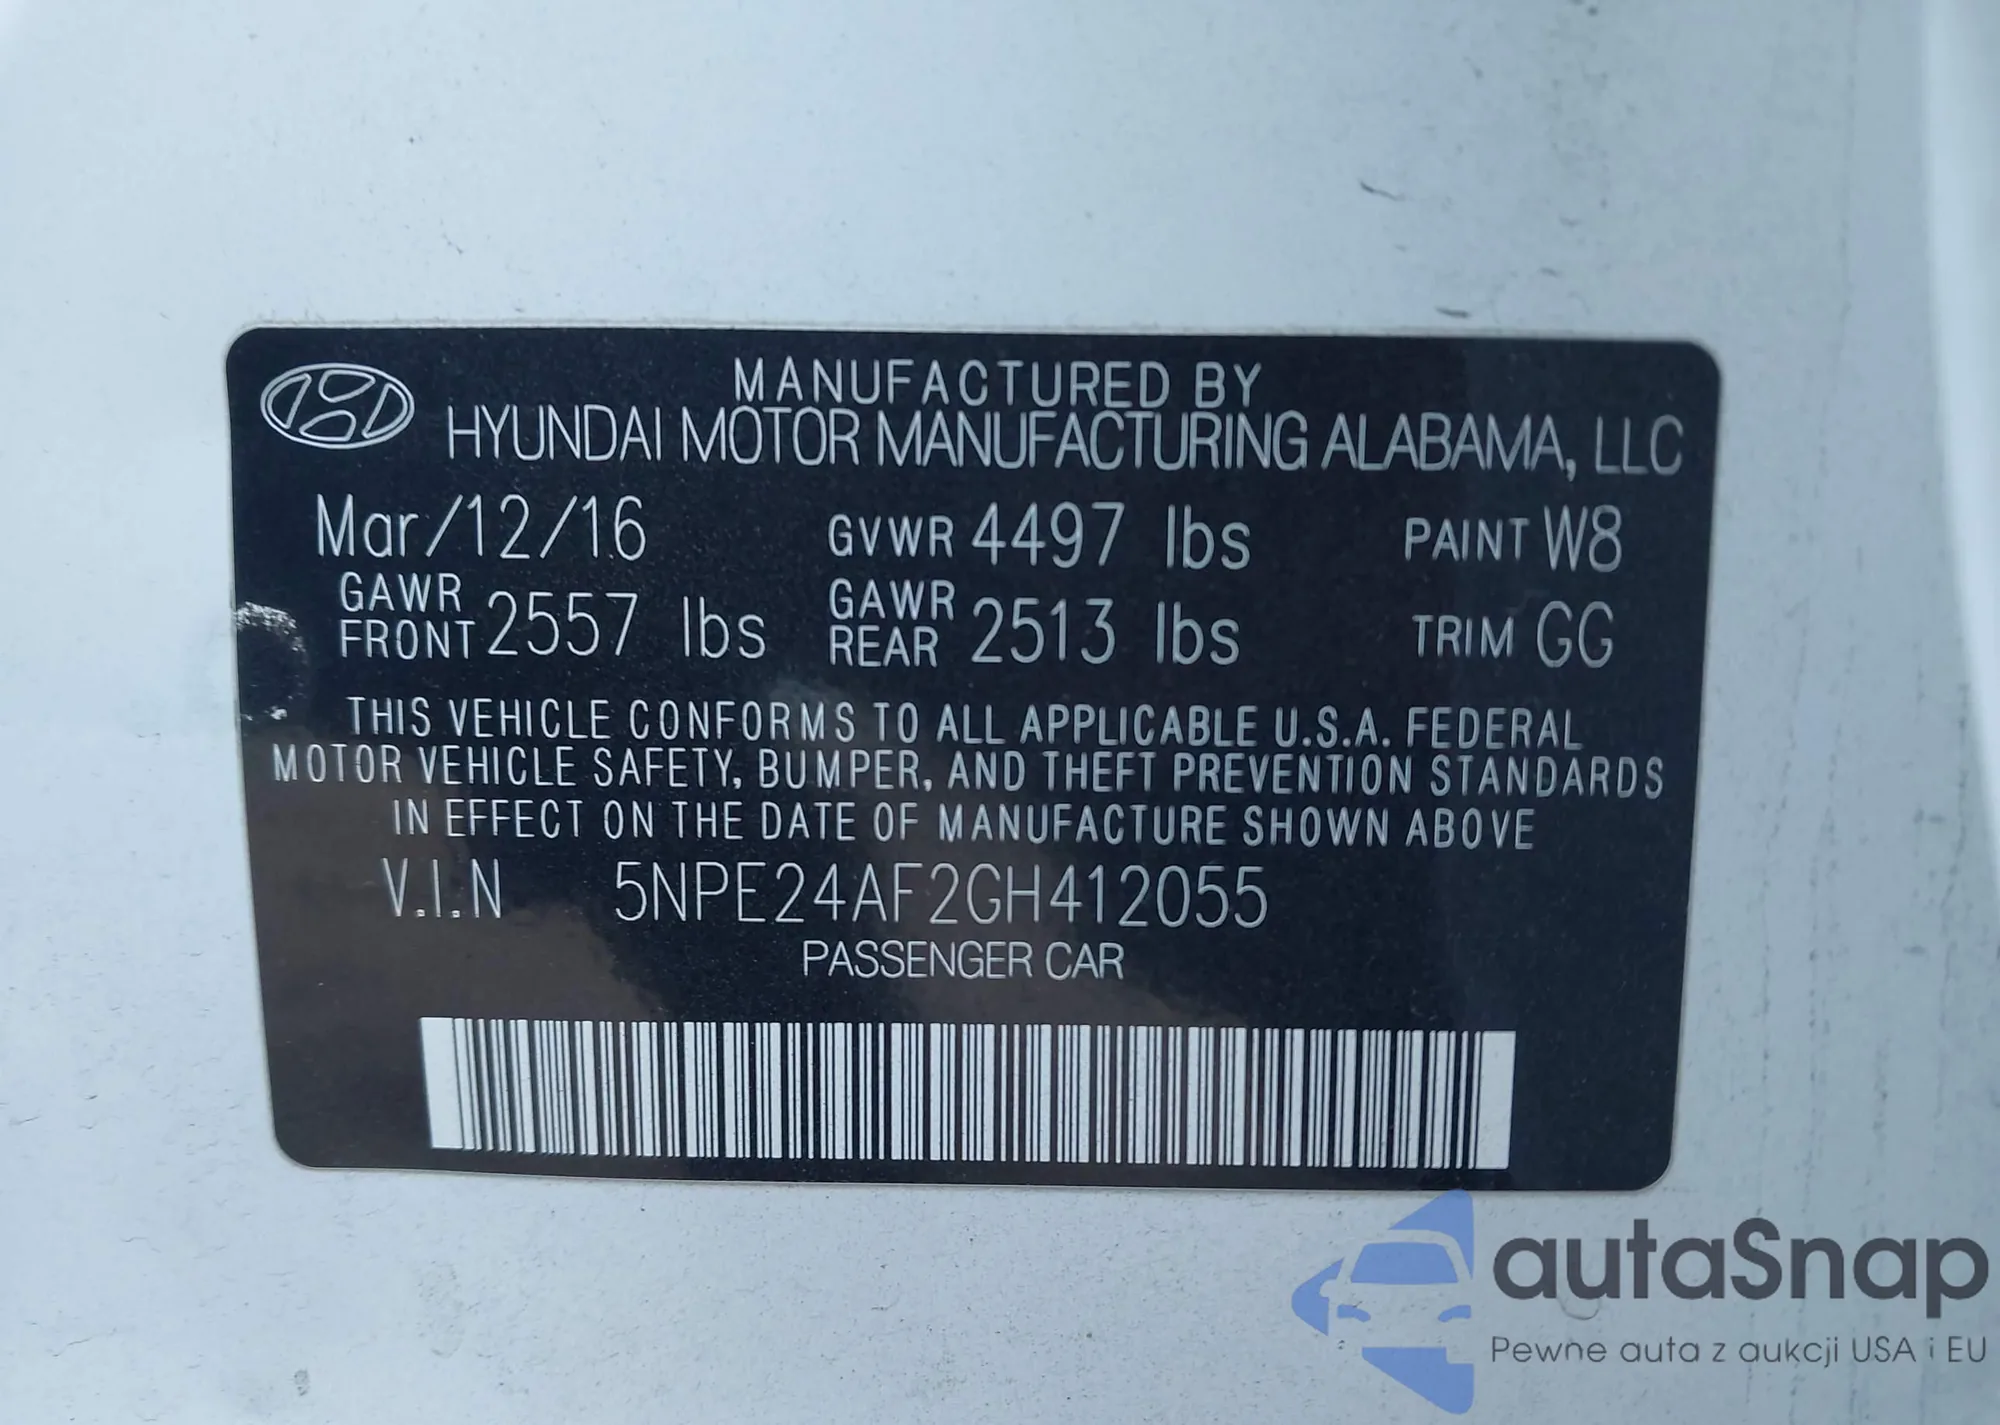 MANUFACTURED BY
HYUNDAI MOTOR MANUFACTURING ALABAMA, LLC
Mar/12/16 GVWR 4497 lbs PAINT W8
GAWR FRONT 2557 lbs GAWR REAR 2513 lbs TRIM GG
THIS VEHICLE CONFORMS TO ALL APPLICABLE U.S.A. FEDERAL
MOTOR VEHICLE SAFETY, BUMPER, AND THEFT PREVENTION STANDARDS
IN EFFECT ON THE DATE OF MANUFACTURE SHOWN ABOVE
V.I.N 5NPE24AF2GH412055
PASSENGER CAR
autaSnap
Pewne auta z aukcji USA i EU